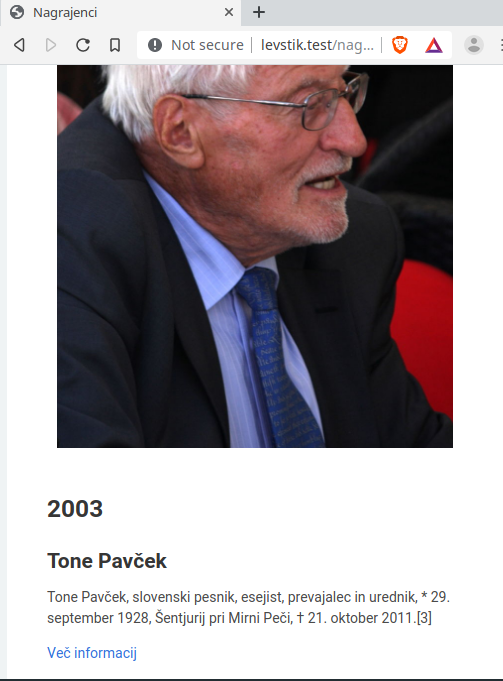 Nagrajenci
Not secure | levstik.test/nag...
2003
Tone Pavček
Tone Pavček, slovenski pesnik, esejist, prevajalec in urednik, * 29.
september 1928, Šentjurij pri Mirni Peči, † 21. oktober 2011.[3]
Več informacij